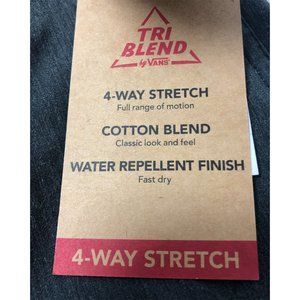 TRI
BLEND
by VANS
4-WAY STRETCH
Full range of motion
COTTON BLEND
Classic look and feel
WATER REPELLENT FINISH
Fast dry
4-WAY STRETCH